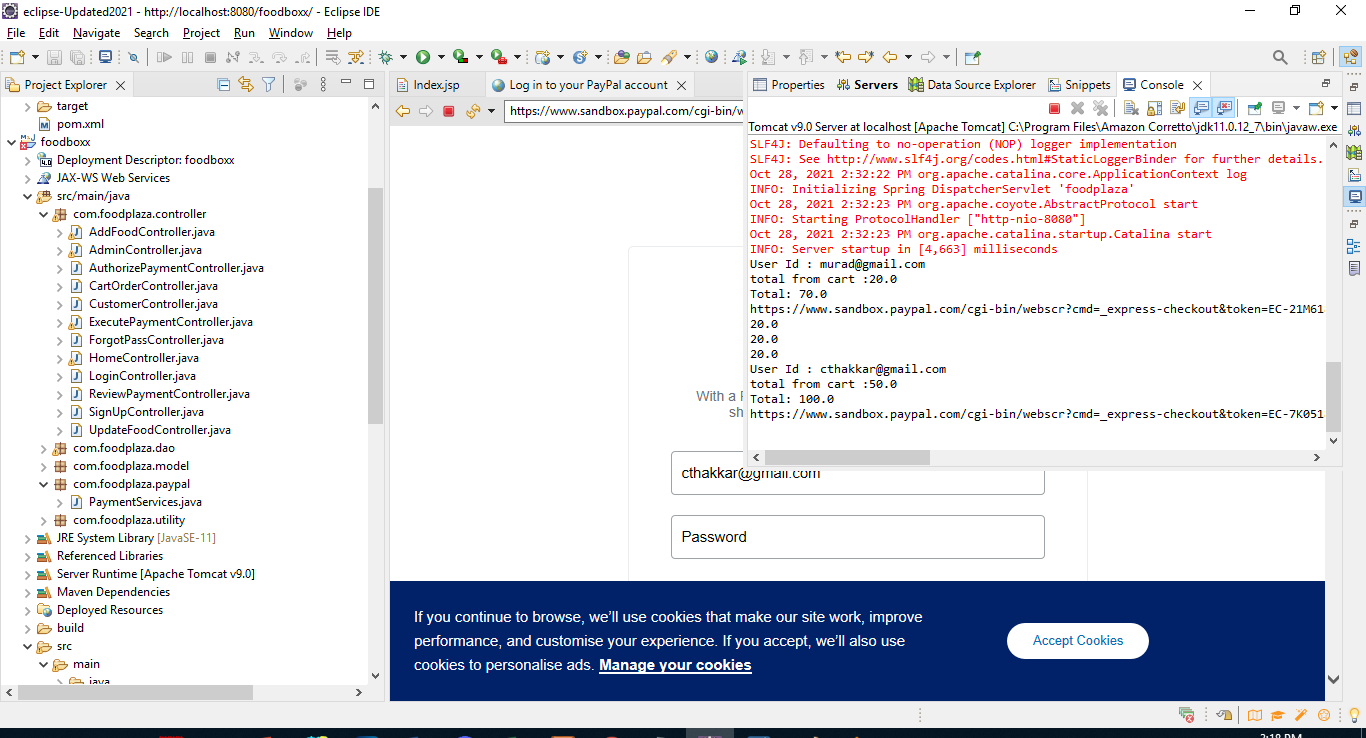 eclipse-Updated2021 - http://localhost:8080/foodboxx/ - Eclipse IDE
File Edit Navigate Search Project Run Window Help
Project Explorer
target
pom.xml
foodboxx
Deployment Descriptor: foodboxx
JAX-WS Web Services
src/main/java
com.foodplaza.controller
AddFoodController.java
AdminController.java
AuthorizePaymentController.java
CartOrderController.java
CustomerController.java
ExecutePaymentController.java
ForgotPassController.java
HomeController.java
LoginController.java
ReviewPaymentController.java
SignUpController.java
UpdateFoodController.java
com.foodplaza.dao
com.foodplaza.model
com.foodplaza.paypal
PaymentServices.java
com.foodplaza.utility
JRE System Library [JavaSE-11]
Referenced Libraries
Server Runtime [Apache Tomcat v9.0]
Maven Dependencies
Deployed Resources
build
src
main
java
Index.jsp Log in to your PayPal account
https://www.sandbox.paypal.com/cgi-bin/w
With a
sh
cthakkar@gmail.com
Password
If you continue to browse, we'll use cookies that make our site work, improve
performance, and customise your experience. If you accept, we'll also use
cookies to personalise ads. Manage your cookies
Accept Cookies
Properties Servers Data Source Explorer Snippets Console
Tomcat v9.0 Server at localhost [Apache Tomcat] C:\Program Files\Amazon Corretto\jdk11.0.12_7\bin\javaw.exe
SLF4J: Defaulting to no-operation (NOP) logger implementation
SLF4J: See http://www.slf4j.org/codes.html#StaticLoggerBinder for further details.
Oct 28, 2021 2:32:22 PM org.apache.catalina.core.ApplicationContext log
INFO: Initializing Spring DispatcherServlet 'foodplaza'
Oct 28, 2021 2:32:23 PM org.apache.coyote.AbstractProtocol start
INFO: Starting ProtocolHandler ["http-nio-8080"]
Oct 28, 2021 2:32:23 PM org.apache.catalina.startup.Catalina start
INFO: Server startup in [4,663] milliseconds
User Id : murad@gmail.com
total from cart :20.0
Total: 70.0
https://www.sandbox.paypal.com/cgi-bin/webscr?cmd=_express-checkout&token=EC-21M61
20.0
20.0
20.0
User Id : cthakkar@gmail.com
total from cart :50.0
Total: 100.0
https://www.sandbox.paypal.com/cgi-bin/webscr?cmd=_express-checkout&token=EC-7K051